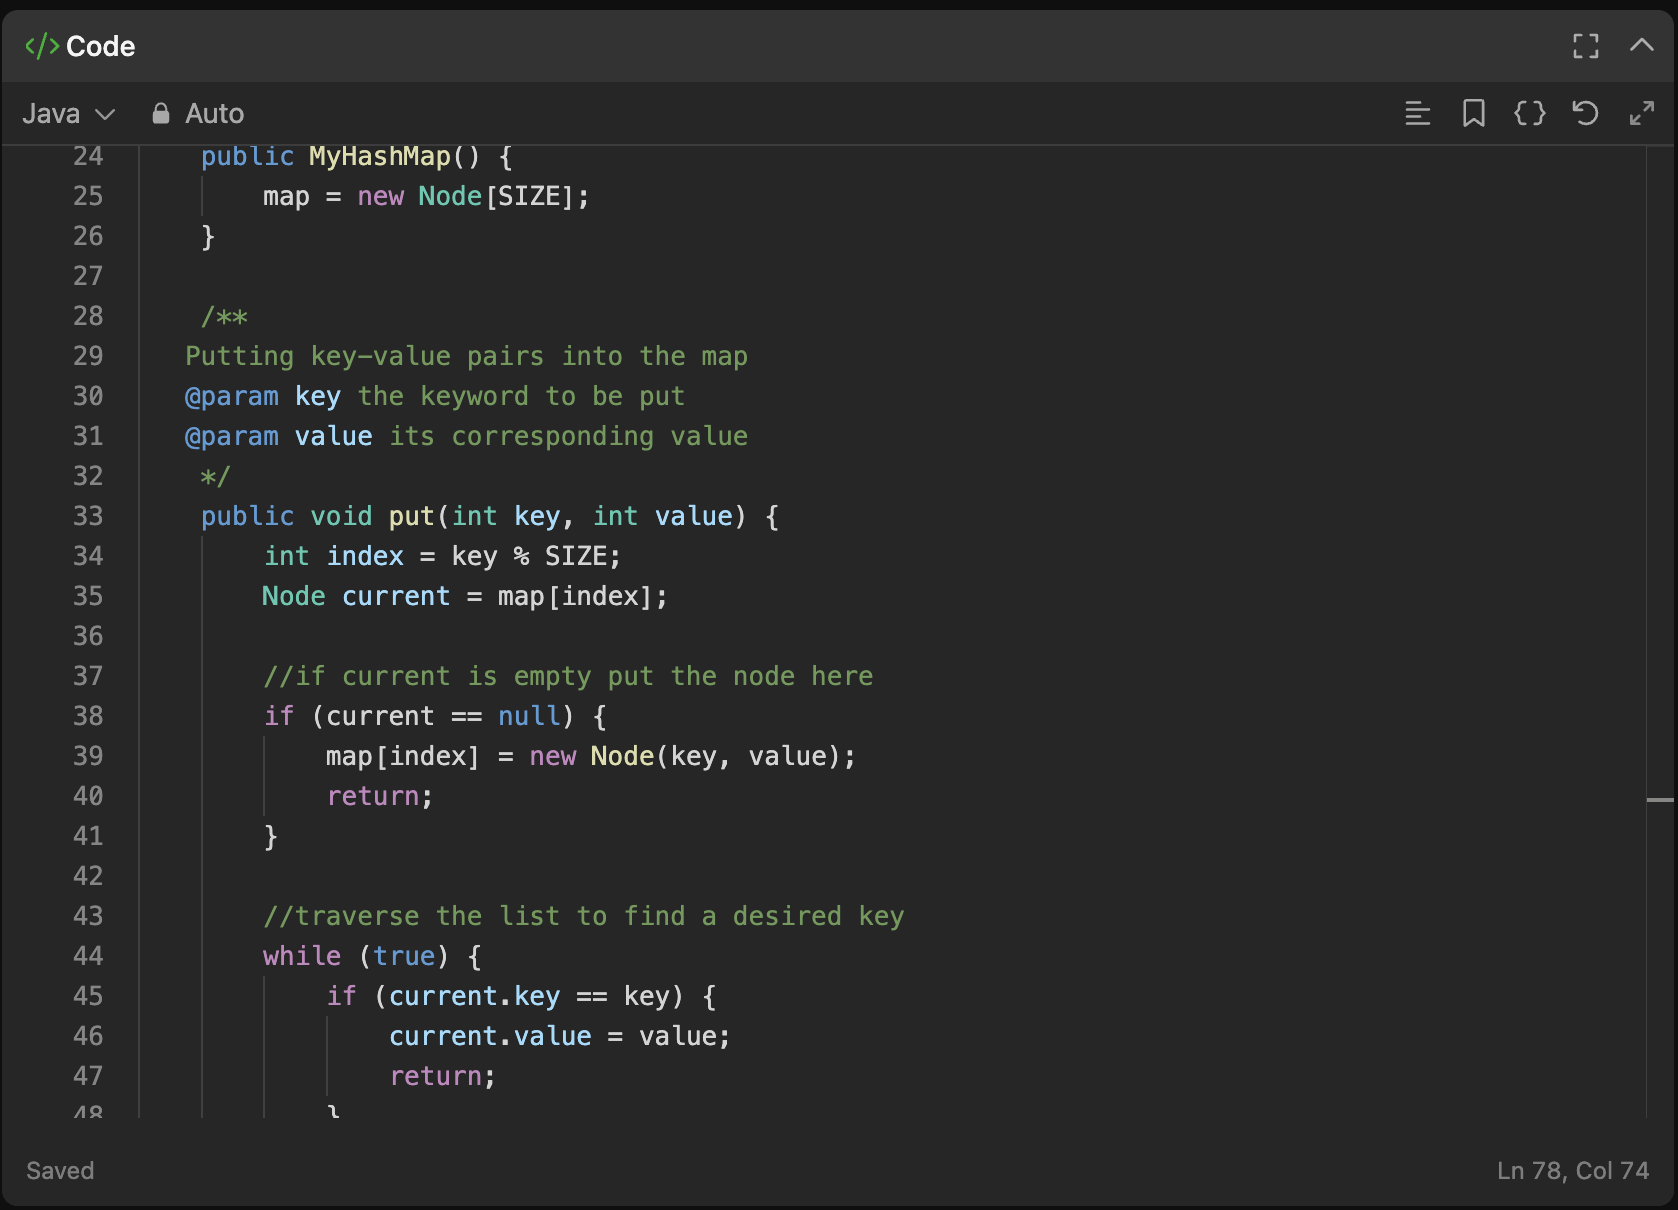 </> Code
Java Auto {}
24 public MyHashMap() {
25 map = new Node[SIZE];
26 }
27
28 /**
29 Putting key-value pairs into the map
30 @param key the keyword to be put
31 @param value its corresponding value
32 */
33 public void put(int key, int value) {
34 int index = key % SIZE;
35 Node current = map[index];
36
37 //if current is empty put the node here
38 if (current == null) {
39 map[index] = new Node(key, value);
40 return;
41 }
42
43 //traverse the list to find a desired key
44 while (true) {
45 if (current.key == key) {
46 current.value = value;
47 return;
48 }
Saved Ln 78, Col 74